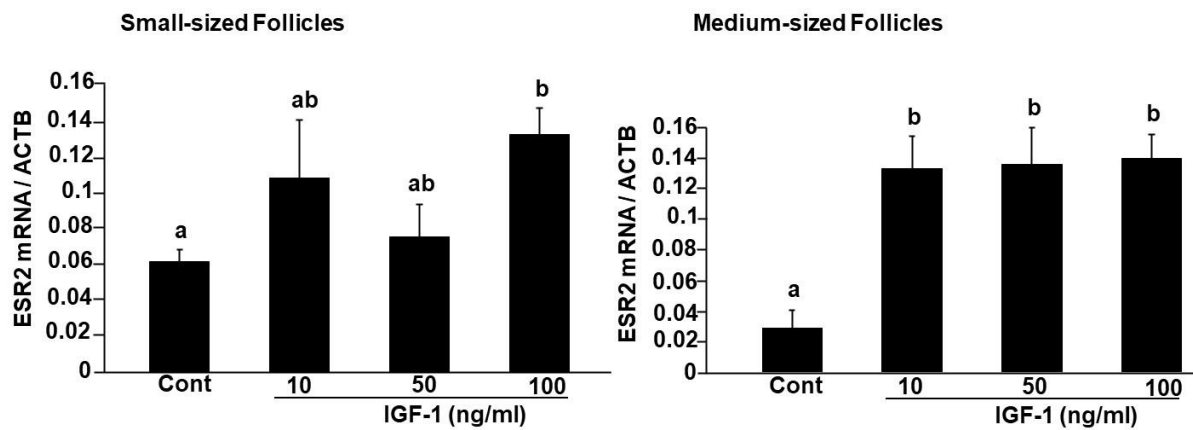 Small-sized Follicles
ESR2 mRNA / ACTB
0.16
0.14
0.12
0.1
0.08
0.06
0.04
0.02
0
a
ab
ab
b
Cont
10
50
100
IGF-1 (ng/ml)
Medium-sized Follicles
ESR2 mRNA / ACTB
0.16
0.14
0.12
0.1
0.08
0.06
0.04
0.02
0
a
b
b
b
Cont
10
50
100
IGF-1 (ng/ml)